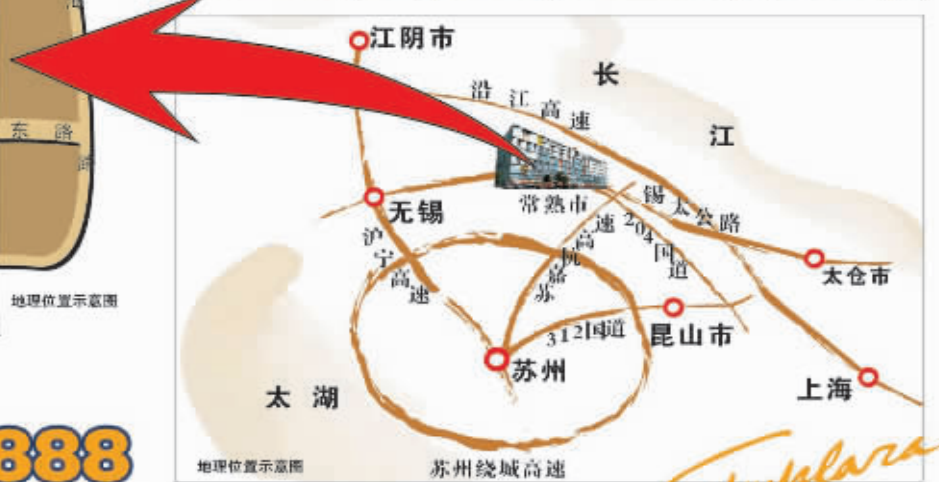 江阴市
长江
沿江高速
东路
常熟市
锡太公路
无锡
204国道
沪宁高速
苏嘉杭高速
太仓市
地理位置示意图
312国道
昆山市
苏州
上海
太湖
888
地理位置示意图
苏州绕城高速